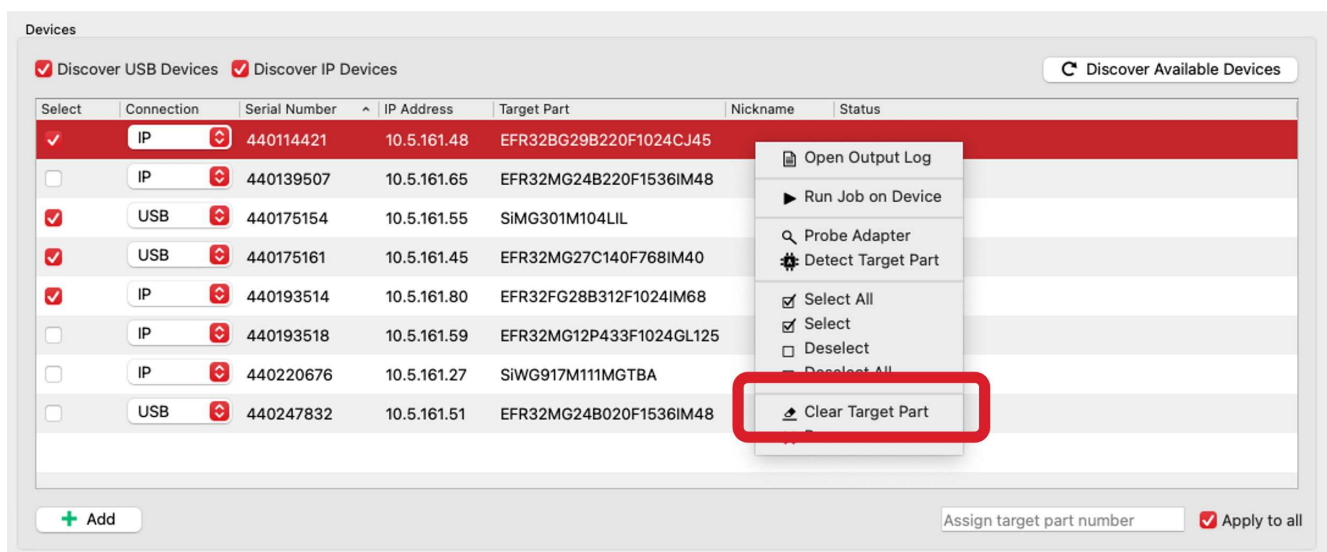 Devices
Discover USB Devices Discover IP Devices Discover Available Devices
Select Connection Serial Number IP Address Target Part Nickname Status
IP 440114421 10.5.161.48 EFR32BG29B220F1024CJ45
IP 440139507 10.5.161.65 EFR32MG24B220F1536IM48
USB 440175154 10.5.161.55 SiMG301M104LIL
USB 440175161 10.5.161.45 EFR32MG27C140F768IM40
IP 440193514 10.5.161.80 EFR32FG28B312F1024IM68
IP 440193518 10.5.161.59 EFR32MG12P433F1024GL125
IP 440220676 10.5.161.27 SiWG917M111MGTBA
USB 440247832 10.5.161.51 EFR32MG24B020F1536IM48
Open Output Log
Run Job on Device
Probe Adapter
Detect Target Part
Select All
Select
Deselect
Deselect All
Clear Target Part
Add Assign target part number Apply to all